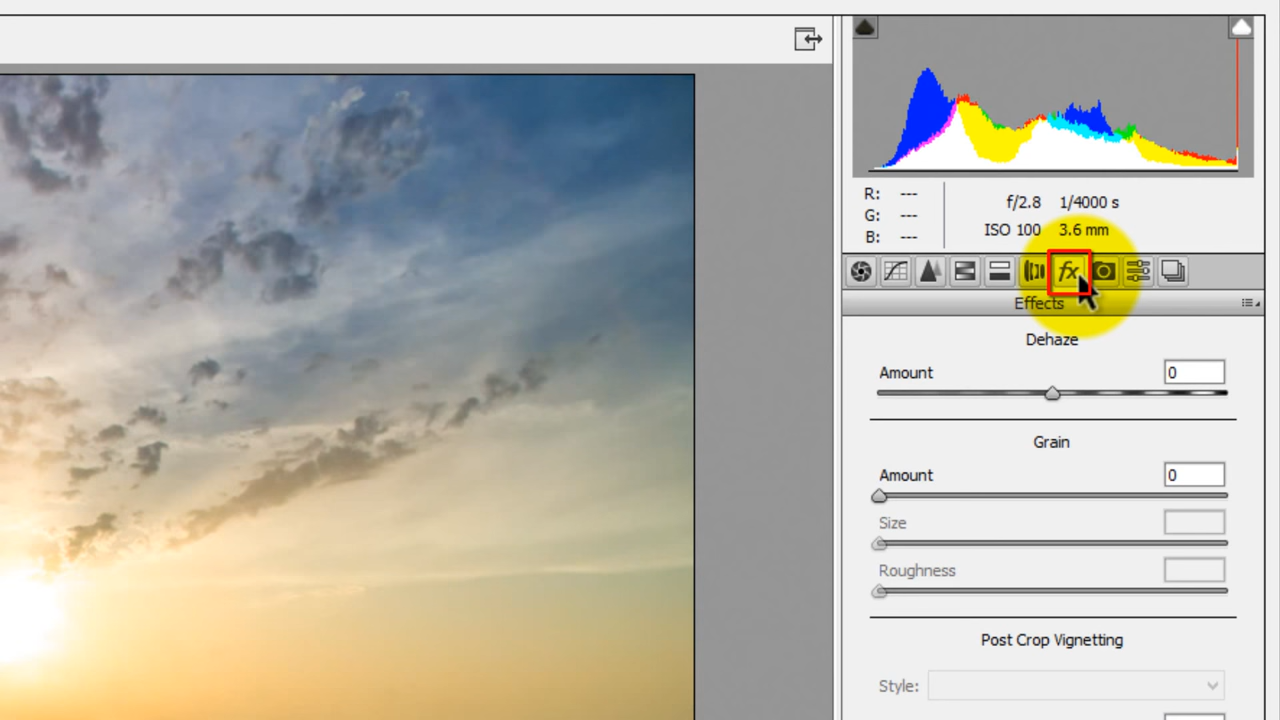 R: ---
G: ---
B: ---
f/2.8 1/4000 s
ISO 100 3.6 mm
fx
Effects
Dehaze
Amount 0
Grain
Amount 0
Size
Roughness
Post Crop Vignetting
Style: